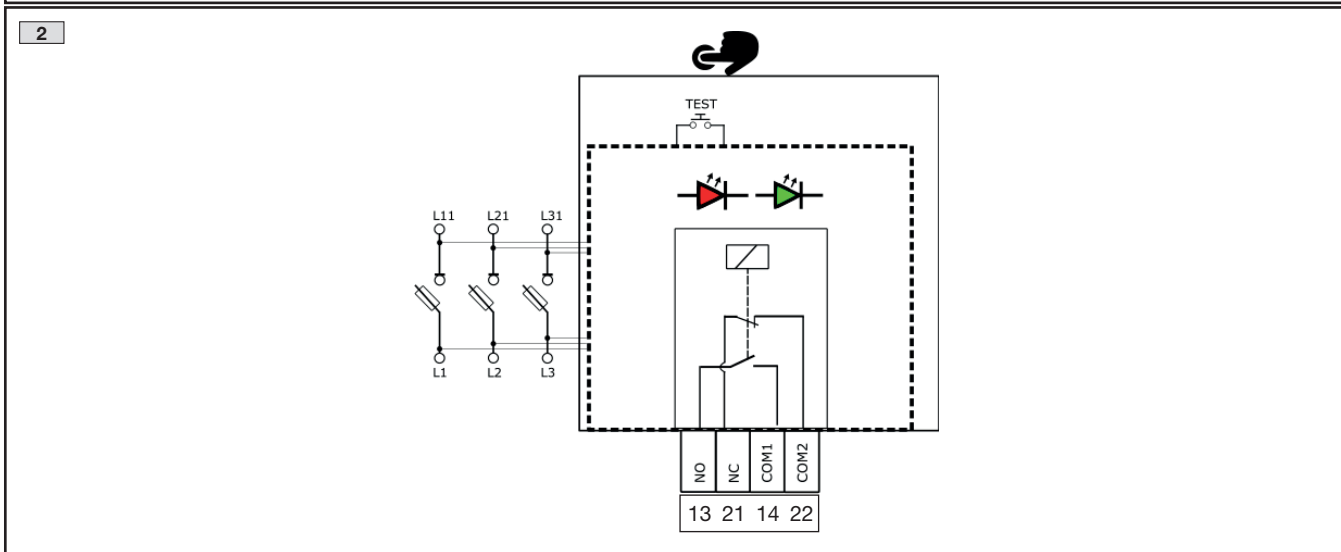 2
TEST
L11 L21 L31
L1 L2 L3
NO NC COM1 COM2
13 21 14 22